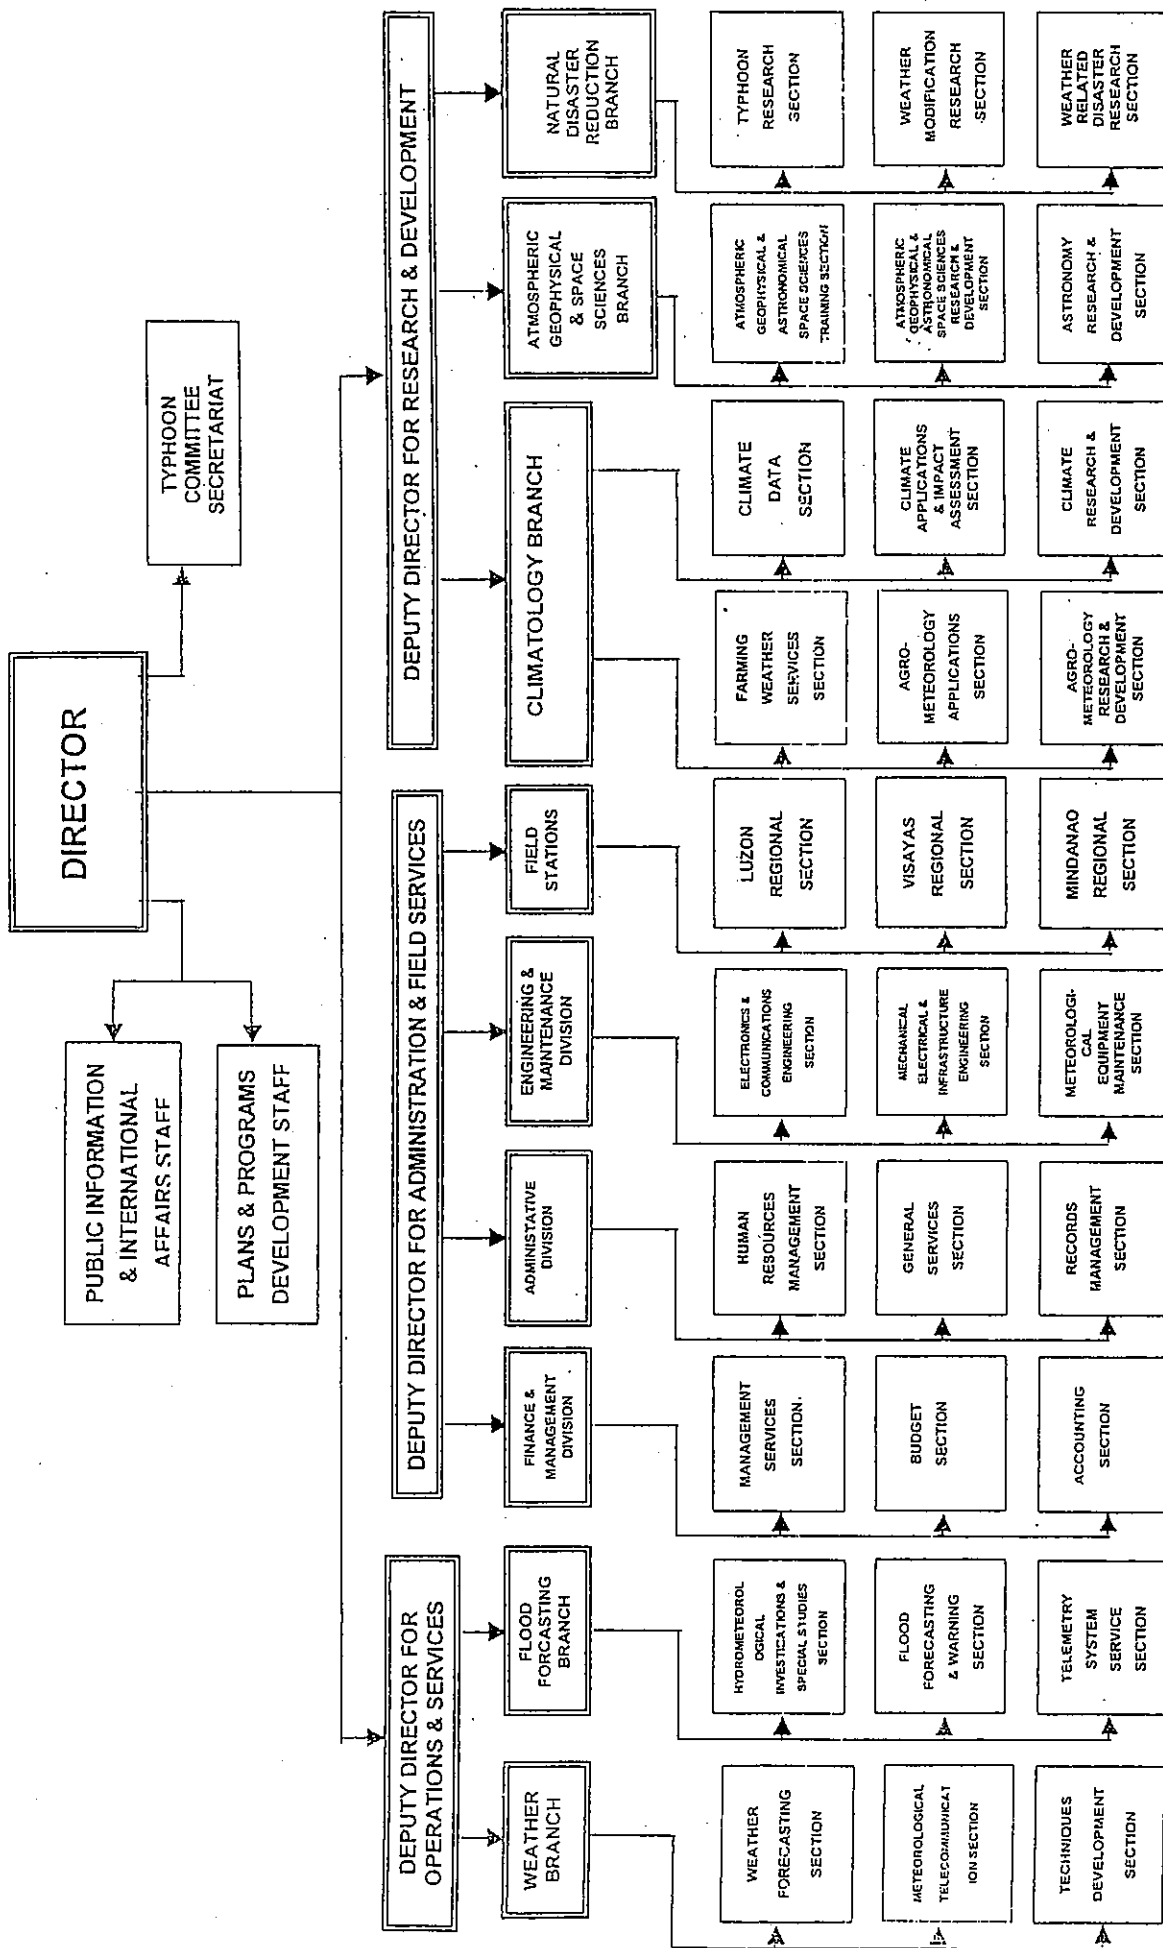 DIRECTOR
PUBLIC INFORMATION
& INTERNATIONAL
AFFAIRS STAFF
PLANS & PROGRAMS
DEVELOPMENT STAFF
TYPHOON
COMMITTEE
SECRETARIAT
DEPUTY DIRECTOR FOR
OPERATIONS & SERVICES
DEPUTY DIRECTOR FOR ADMINISTRATION & FIELD SERVICES
DEPUTY DIRECTOR FOR RESEARCH & DEVELOPMENT
WEATHER
BRANCH
FLOOD
FORCASTING
BRANCH
FINANCE &
MANAGEMENT
DIVISION
ADMINISTATIVE
DIVISION
ENGINEERING &
MAINTENANCE
DIVISION
FIELD
STATIONS
CLIMATOLOGY BRANCH
ATMOSPHERIC
GEOPHYSICAL
& SPACE
SCIENCES
BRANCH
NATURAL
DISASTER
REDUCTION
BRANCH
WEATHER
FORECASTING
SECTION
HYDROMETEOROL
OGICAL
INVESTIGATIONS &
SPECIAL STUDIES
SECTION
MANAGEMENT
SERVICES
SECTION.
HUMAN
RESOURCES
MANAGEMENT
SECTION
ELECTRONICS &
COMMUNICATIONS
ENGINEERING
SECTION
LUZON
REGIONAL
SECTION
FARMING
WEATHER
SERVICES
SECTION
CLIMATE
DATA
SECTION
ATMOSPHERIC
GEOPHYSICAL &
ASTRONOMICAL
SPACE SCIENCES
TRAINING SECTION
TYPHOON
RESEARCH
SECTION
METEOROLOGICAL
TELECOMMUNICAT
ION SECTION
FLOOD
FORECASTING
& WARNING
SECTION
BUDGET
SECTION
GENERAL
SERVICES
SECTION
MECHANICAL
ELECTRICAL &
INFRASTRUCTURE
ENGINEERING
SECTION
VISAYAS
REGIONAL
SECTION
AGRO-
METEOROLOGY
APPLICATIONS
SECTION
CLIMATE
APPLICATIONS
& IMPACT
ASSESSMENT
SECTION
ATMOSPHERIC
GEOPHYSICAL &
ASTRONOMICAL
SPACE SCIENCES
RESEARCH &
DEVELOPMENT
SECTION
WEATHER
MODIFICATION
RESEARCH
SECTION
TECHNIQUES
DEVELOPMENT
SECTION
TELEMETRY
SYSTEM
SERVICE
SECTION
ACCOUNTING
SECTION
RECORDS
MANAGEMENT
SECTION
METEOROLOGI-
CAL
EQUIPMENT
MAINTENANCE
SECTION
MINDANAO
REGIONAL
SECTION
AGRO-
METEOROLOGY
RESEARCH &
DEVELOPMENT
SECTION
CLIMATE
RESEARCH &
DEVELOPMENT
SECTION
ASTRONOMY
RESEARCH &
DEVELOPMENT
SECTION
WEATHER
RELATED
DISASTER
RESEARCH
SECTION